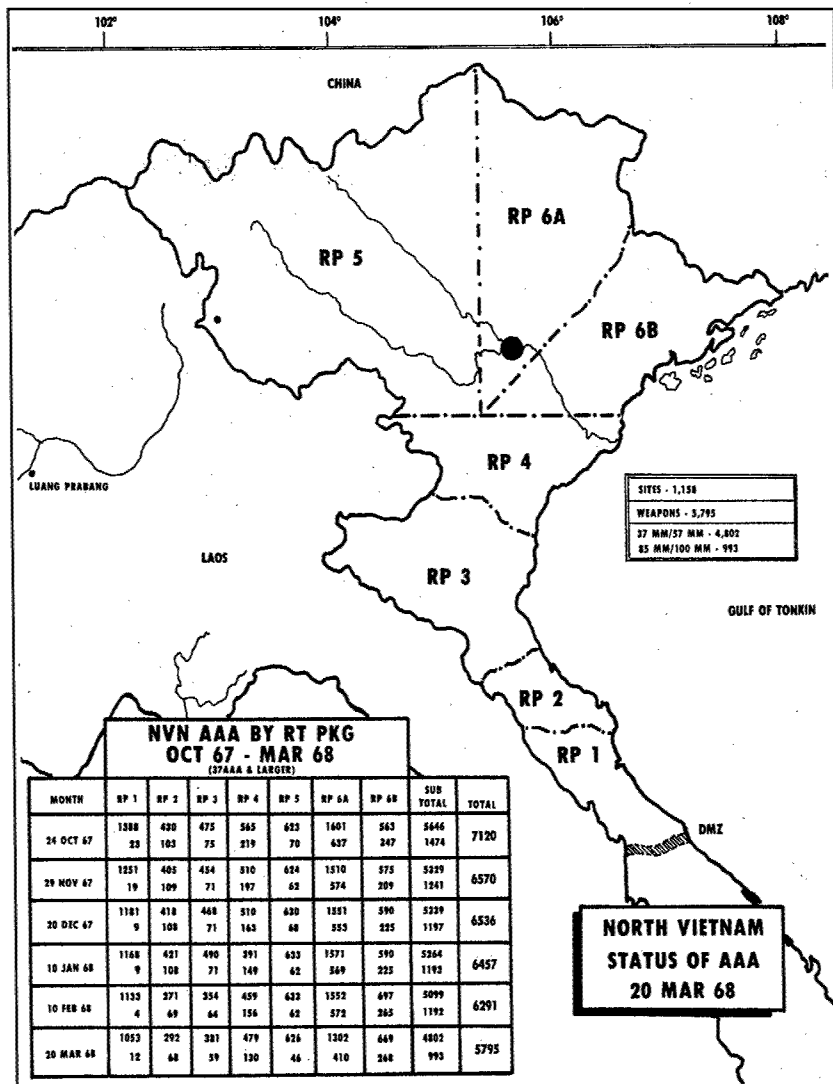 102° 104° 106° 108°
CHINA
RP 6A
RP 5
RP 6B
RP 4
LUANG PRABANG
SITES - 1,158
WEAPONS - 5,795
37 MM/57 MM - 4,802
85 MM/100 MM - 993
LAOS
RP 3
GULF OF TONKIN
RP 2
RP 1
DMZ
NVN AAA BY RT PKG
OCT 67 - MAR 68
(37AAA & LARGER)
MONTH RP 1 RP 2 RP 3 RP 4 RP 5 RP 6A RP 6B SUB TOTAL TOTAL
24 OCT 67 1388 430 475 565 623 1601 563 5646 7120
23 103 75 219 70 637 347 1474
29 NOV 67 1251 405 454 510 624 1510 575 5329 6570
19 109 71 197 62 574 209 1241
20 DEC 67 1181 418 468 510 630 1551 590 5339 6536
9 108 71 163 68 553 225 1197
10 JAN 68 1168 421 490 391 633 1571 590 5264 6457
9 108 71 149 62 569 225 1193
10 FEB 68 1133 271 354 459 633 1552 697 5099 6291
4 69 64 156 62 572 265 1192
20 MAR 68 1053 292 381 479 626 1302 669 4802 5795
12 68 59 130 46 410 268 993
NORTH VIETNAM
STATUS OF AAA
20 MAR 68